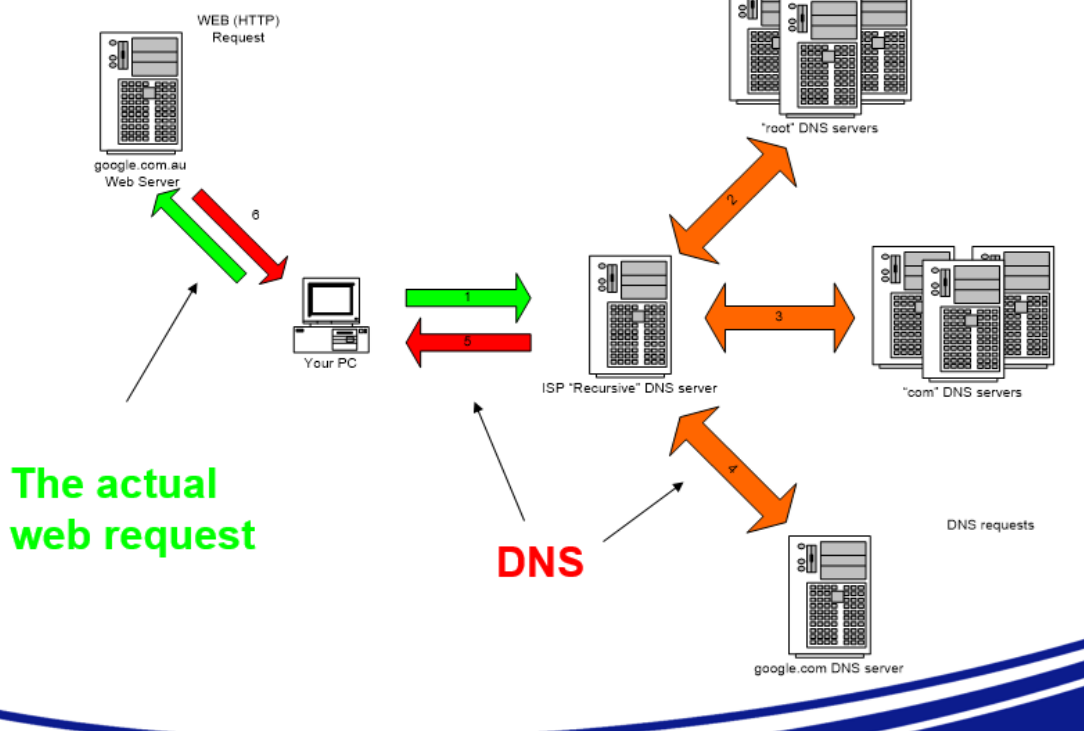 WEB (HTTP)
Request
google.com.au
Web Server
6
"root" DNS servers
2
1
5
Your PC
ISP "Recursive" DNS server
3
"com" DNS servers
4
The actual
web request
DNS
DNS requests
google.com DNS server